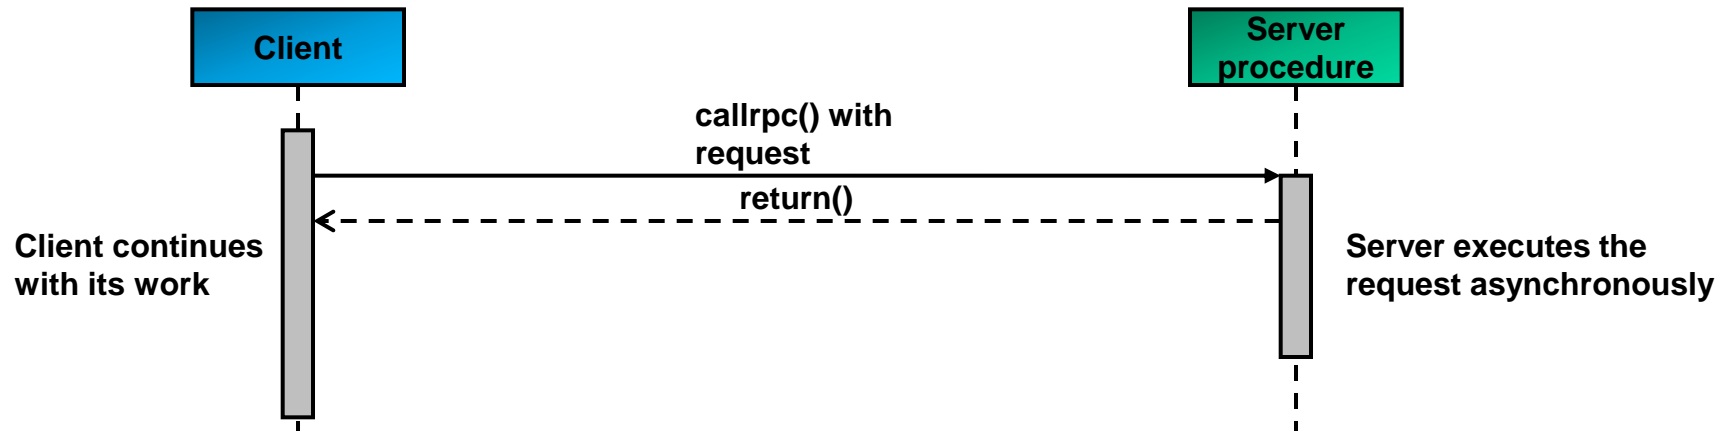 Client
Server
procedure
callrpc() with
request
return()
Client continues
with its work
Server executes the
request asynchronously